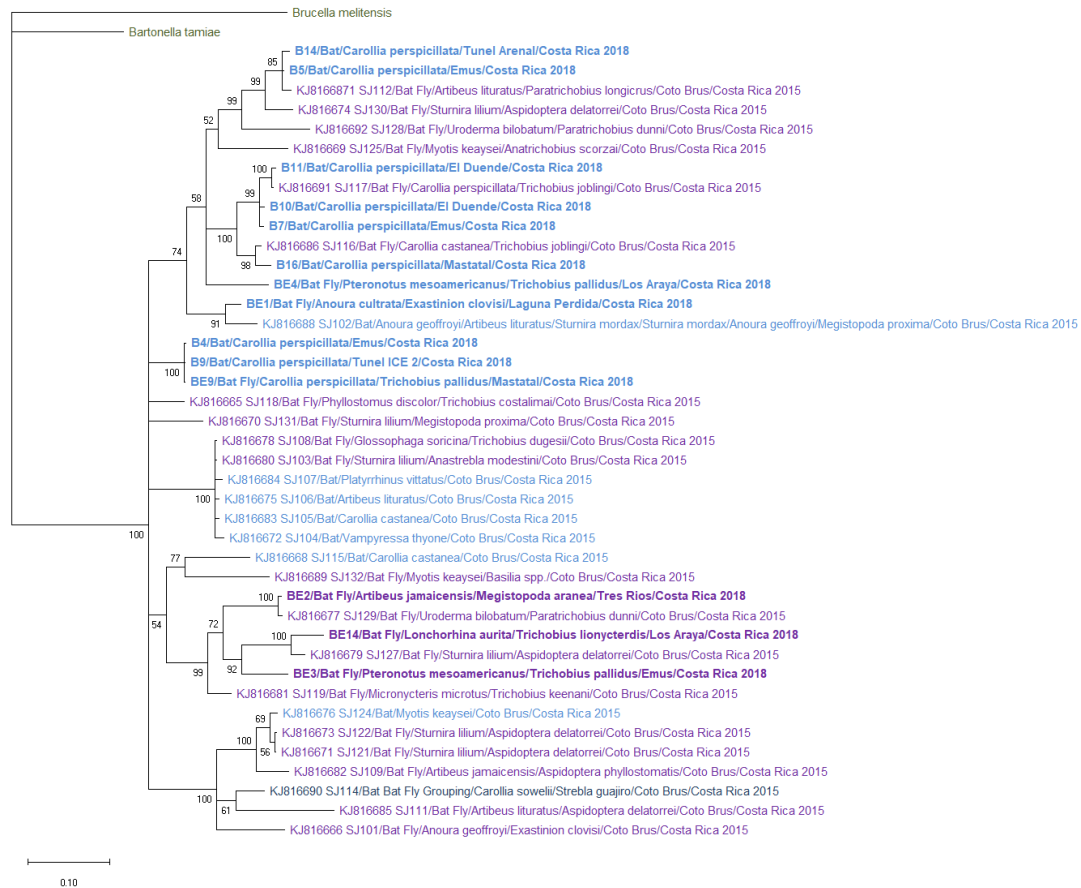 Brucella melitensis
Bartonella tamiae
B14/Bat/Carollia perspicillata/Tunel Arenal/Costa Rica 2018
85
B5/Bat/Carollia perspicillata/Emus/Costa Rica 2018
99
KJ8166871 SJ112/Bat Fly/Artibeus lituratus/Paratrichobius longicrus/Coto Brus/Costa Rica 2015
99
KJ816674 SJ130/Bat Fly/Sturnira lilium/Aspidoptera delatorrei/Coto Brus/Costa Rica 2015
52
KJ816692 SJ128/Bat Fly/Uroderma bilobatum/Paratrichobius dunni/Coto Brus/Costa Rica 2015
KJ816669 SJ125/Bat Fly/Myotis keaysei/Anatrichobius scorzai/Coto Brus/Costa Rica 2015
100
B11/Bat/Carollia perspicillata/El Duende/Costa Rica 2018
KJ816691 SJ117/Bat Fly/Carollia perspicillata/Trichobius joblingi/Coto Brus/Costa Rica 2015
99
58
B10/Bat/Carollia perspicillata/El Duende/Costa Rica 2018
B7/Bat/Carollia perspicillata/Emus/Costa Rica 2018
100
KJ816686 SJ116/Bat Fly/Carollia castanea/Trichobius joblingi/Coto Brus/Costa Rica 2015
74
98
B16/Bat/Carollia perspicillata/Mastatal/Costa Rica 2018
BE4/Bat Fly/Pteronotus mesoamericanus/Trichobius pallidus/Los Araya/Costa Rica 2018
BE1/Bat Fly/Anoura cultrata/Exastinion clovisi/Laguna Perdida/Costa Rica 2018
91
KJ816688 SJ102/Bat/Anoura geoffroyi/Artibeus lituratus/Sturnira mordax/Sturnira mordax/Anoura geoffroyi/Megistopoda proxima/Coto Brus/Costa Rica 2015
B4/Bat/Carollia perspicillata/Emus/Costa Rica 2018
B9/Bat/Carollia perspicillata/Tunel ICE 2/Costa Rica 2018
100
BE9/Bat Fly/Carollia perspicillata/Trichobius pallidus/Mastatal/Costa Rica 2018
KJ816665 SJ118/Bat Fly/Phyllostomus discolor/Trichobius costalimai/Coto Brus/Costa Rica 2015
KJ816670 SJ131/Bat Fly/Sturnira lilium/Megistopoda proxima/Coto Brus/Costa Rica 2015
KJ816678 SJ108/Bat Fly/Glossophaga soricina/Trichobius dugesii/Coto Brus/Costa Rica 2015
KJ816680 SJ103/Bat Fly/Sturnira lilium/Anastrebla modestini/Coto Brus/Costa Rica 2015
KJ816684 SJ107/Bat/Platyrrhinus vittatus/Coto Brus/Costa Rica 2015
100
KJ816675 SJ106/Bat/Artibeus lituratus/Coto Brus/Costa Rica 2015
KJ816683 SJ105/Bat/Carollia castanea/Coto Brus/Costa Rica 2015
100
KJ816672 SJ104/Bat/Vampyressa thyone/Coto Brus/Costa Rica 2015
77
KJ816668 SJ115/Bat/Carollia castanea/Coto Brus/Costa Rica 2015
KJ816689 SJ132/Bat Fly/Myotis keaysei/Basilia spp./Coto Brus/Costa Rica 2015
100
BE2/Bat Fly/Artibeus jamaicensis/Megistopoda aranea/Tres Rios/Costa Rica 2018
KJ816677 SJ129/Bat Fly/Uroderma bilobatum/Paratrichobius dunni/Coto Brus/Costa Rica 2015
54
72
100
BE14/Bat Fly/Lonchorhina aurita/Trichobius lionycterdis/Los Araya/Costa Rica 2018
KJ816679 SJ127/Bat Fly/Sturnira lilium/Aspidoptera delatorrei/Coto Brus/Costa Rica 2015
92
99
BE3/Bat Fly/Pteronotus mesoamericanus/Trichobius pallidus/Emus/Costa Rica 2018
KJ816681 SJ119/Bat Fly/Micronycteris microtus/Trichobius keenani/Coto Brus/Costa Rica 2015
69
KJ816676 SJ124/Bat/Myotis keaysei/Coto Brus/Costa Rica 2015
KJ816673 SJ122/Bat Fly/Sturnira lilium/Aspidoptera delatorrei/Coto Brus/Costa Rica 2015
100
56
KJ816671 SJ121/Bat Fly/Sturnira lilium/Aspidoptera delatorrei/Coto Brus/Costa Rica 2015
KJ816682 SJ109/Bat Fly/Artibeus jamaicensis/Aspidoptera phyllostomatis/Coto Brus/Costa Rica 2015
KJ816690 SJ114/Bat Bat Fly Grouping/Carollia sowelii/Strebla guajiro/Coto Brus/Costa Rica 2015
100
61
KJ816685 SJ111/Bat Fly/Artibeus lituratus/Aspidoptera delatorrei/Coto Brus/Costa Rica 2015
KJ816666 SJ101/Bat Fly/Anoura geoffroyi/Exastinion clovisi/Coto Brus/Costa Rica 2015
0.10